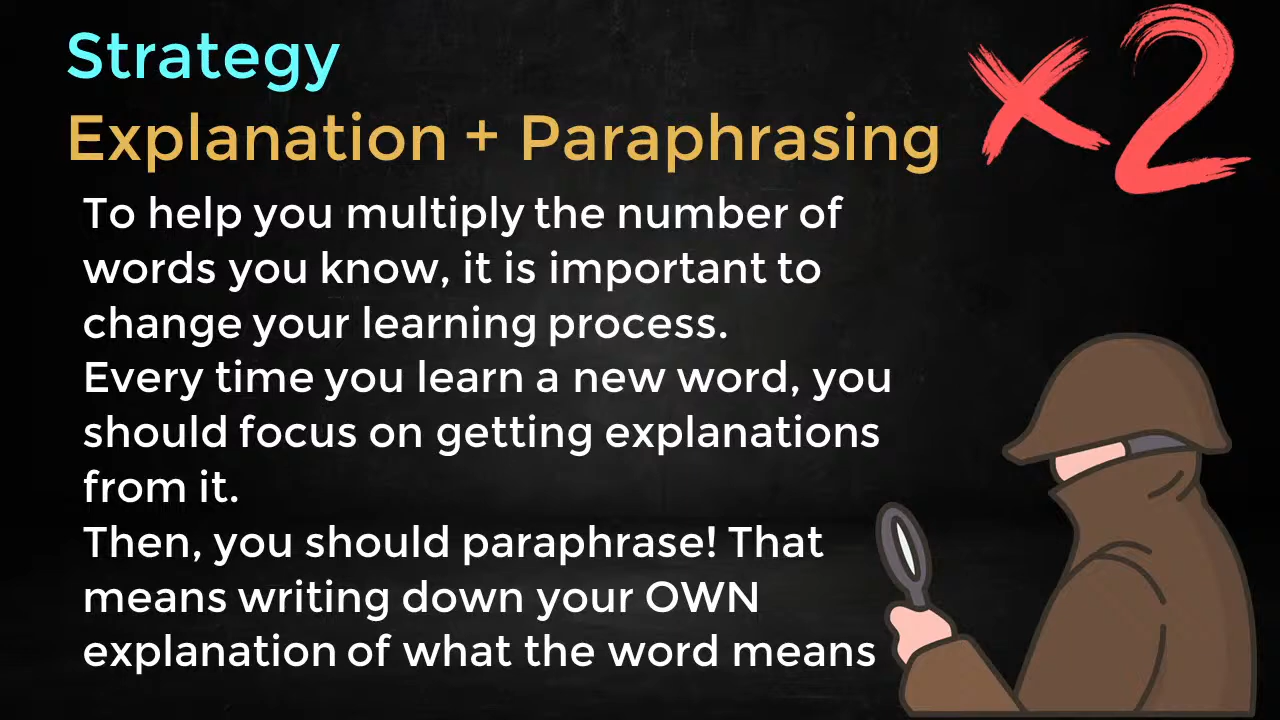 Strategy
x2
Explanation + Paraphrasing
To help you multiply the number of
words you know, it is important to
change your learning process.
Every time you learn a new word, you
should focus on getting explanations
from it.
Then, you should paraphrase! That
means writing down your OWN
explanation of what the word means